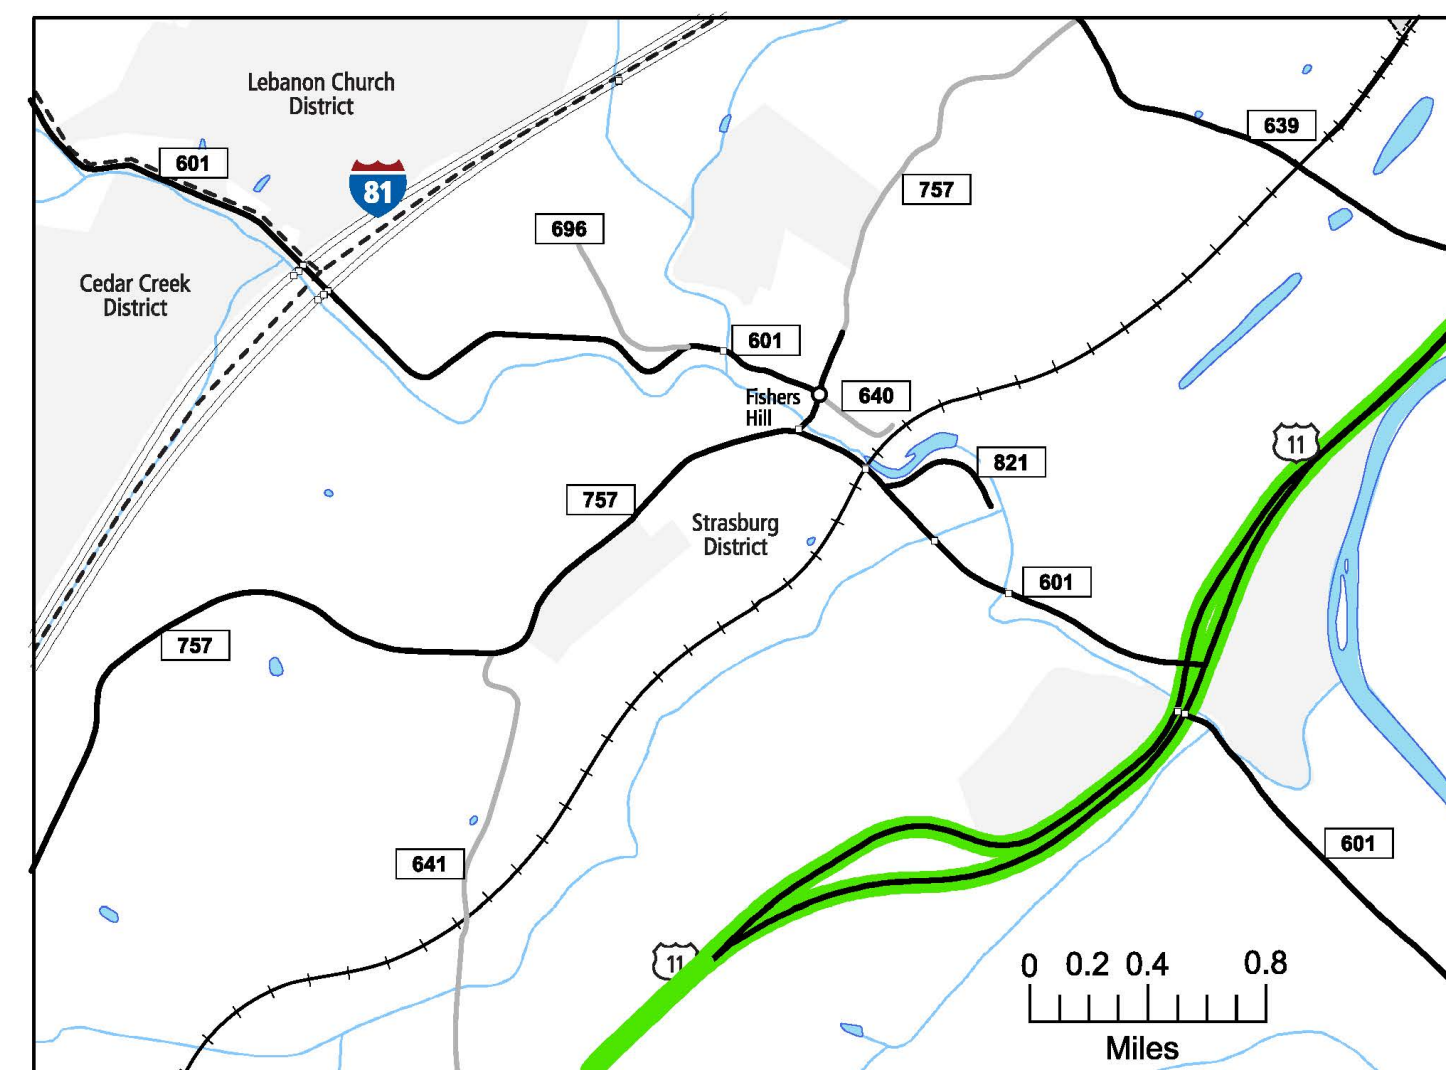 Lebanon Church
District
639
601
81
757
696
Cedar Creek
District
601
Fishers
Hill
640
11
821
757
Strasburg
District
601
757
601
641
11
0 0.2 0.4 0.8
Miles